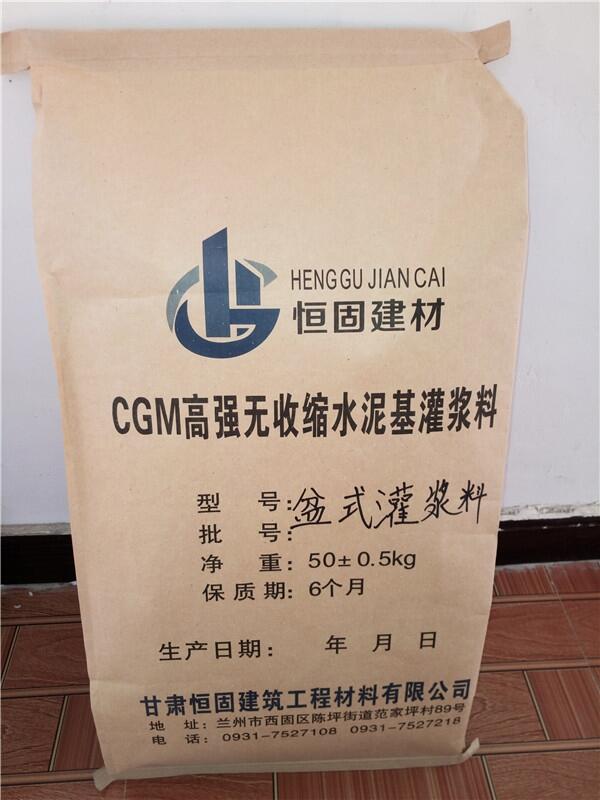 HENG GU JIAN CAI
恒固建材
CGM高强无收缩水泥基灌浆料
型 号：盆式灌浆料
批 号：
净 重：50±0.5kg
保质期：6个月
生产日期： 年 月 日
甘肃恒固建筑工程材料有限公司
地 址：兰州市西固区陈坪街道范家坪村89号
电 话：0931-7527108 0931-7527218